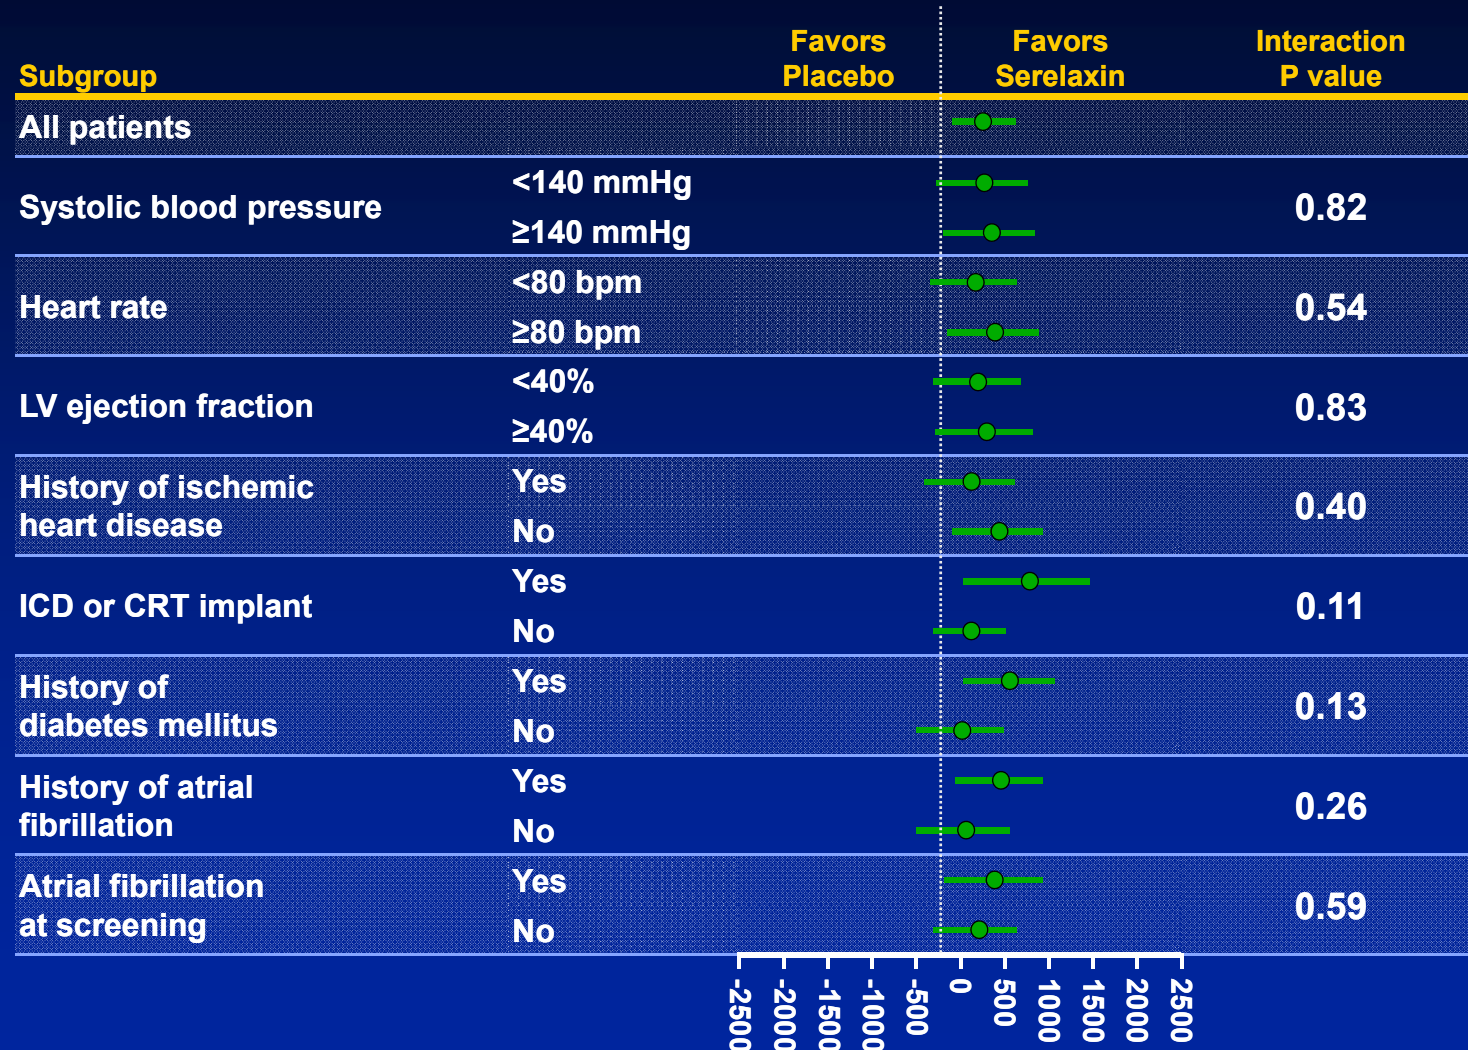 Favors Favors Interaction
Subgroup Placebo Serelaxin P value
All patients
Systolic blood pressure <140 mmHg 0.82
≥140 mmHg
Heart rate <80 bpm 0.54
≥80 bpm
LV ejection fraction <40% 0.83
≥40%
History of ischemic Yes 0.40
heart disease No
ICD or CRT implant Yes 0.11
No
History of Yes 0.13
diabetes mellitus No
History of atrial Yes 0.26
fibrillation No
Atrial fibrillation Yes 0.59
at screening No
-2500 -2000 -1500 -1000 -500 0 500 1000 1500 2000 2500